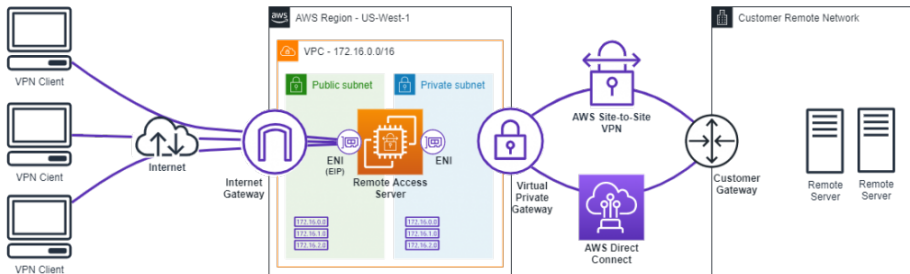 aws
AWS Region - US-West-1
Customer Remote Network
VPC - 172.16.0.0/16
VPN Client
Public subnet
Private subnet
AWS Site-to-Site
VPN
VPN Client
Internet
Internet
Gateway
ENI
(EIP)
Remote Access
Server
ENI
Virtual
Private
Gateway
Customer
Gateway
Remote
Server
Remote
Server
172.16.0.0
172.16.1.0
172.16.2.0
172.16.0.0
172.16.1.0
172.16.2.0
AWS Direct
Connect
VPN Client